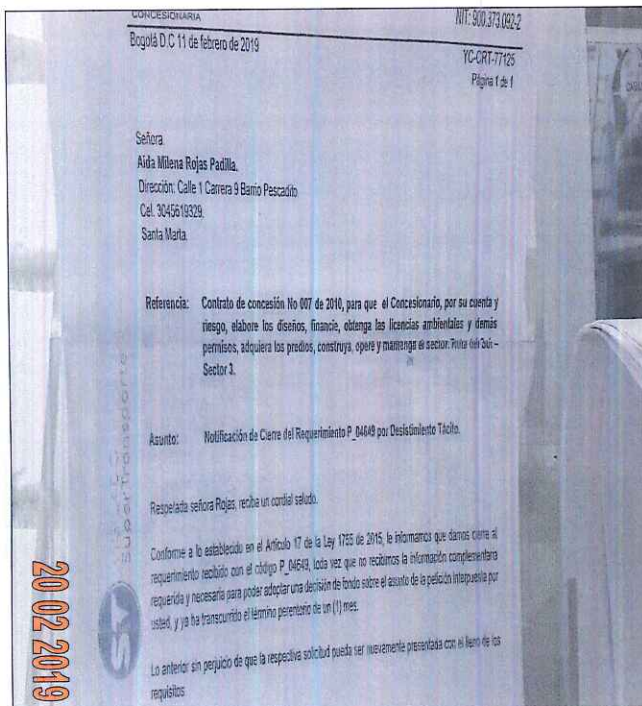 CONCESIONARIA
NIT: 900.373.092-2
Bogotá D.C 11 de febrero de 2019
YC-CRT-77125
Página 1 de 1
Señora
Aida Milena Rojas Padilla.
Dirección: Calle 1 Carrera 9 Barrio Pescadito
Cel. 3045619329.
Santa Marta.
Referencia: Contrato de concesión No 007 de 2010, para que el Concesionario, por su cuenta y
riesgo, elabore los diseños, financie, obtenga las licencias ambientales y demás
permisos, adquiera los predios, construya, opere y mantenga el sector: Ruta del Sol –
Sector 3.
Asunto: Notificación de Cierre del Requerimiento P_04649 por Desistimiento Tácito.
Respetada señora Rojas, reciba un cordial saludo.
Conforme a lo establecido en el Artículo 17 de la Ley 1755 de 2015, le informamos que damos cierre al
requerimiento recibido con el código P_04649, toda vez que no recibimos la información complementaria
requerida y necesaria para poder adoptar una decisión de fondo sobre el asunto de la petición interpuesta por
usted, y ya ha transcurrido el término perentorio de un (1) mes.
Lo anterior sin perjuicio de que la respectiva solicitud pueda ser nuevamente presentada con el lleno de los
requisitos
SuperTransporte
20 02 2019